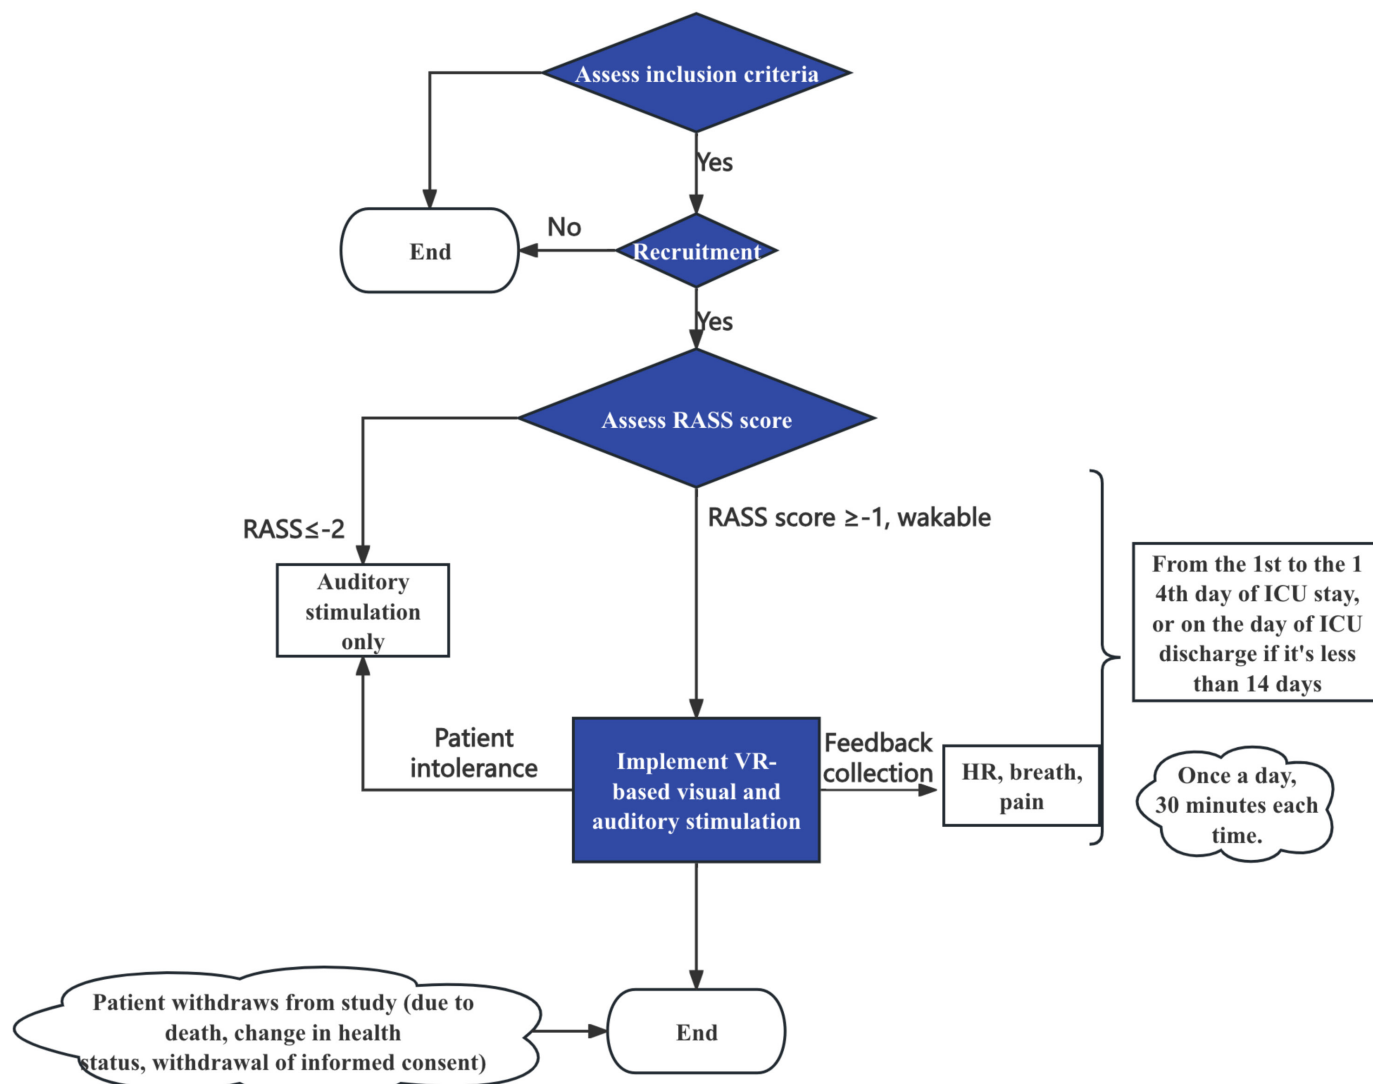 Assess inclusion criteria
Yes
End
No
Recruitment
Yes
Assess RASS score
RASS≤-2
RASS score ≥-1, wakable
Auditory
stimulation
only
From the 1st to the 1
4th day of ICU stay,
or on the day of ICU
discharge if it's less
than 14 days
Patient
intolerance
Implement VR-
based visual and
auditory stimulation
Feedback
collection
HR, breath,
pain
Once a day,
30 minutes each
time.
Patient withdraws from study (due to
death, change in health
status, withdrawal of informed consent)
End